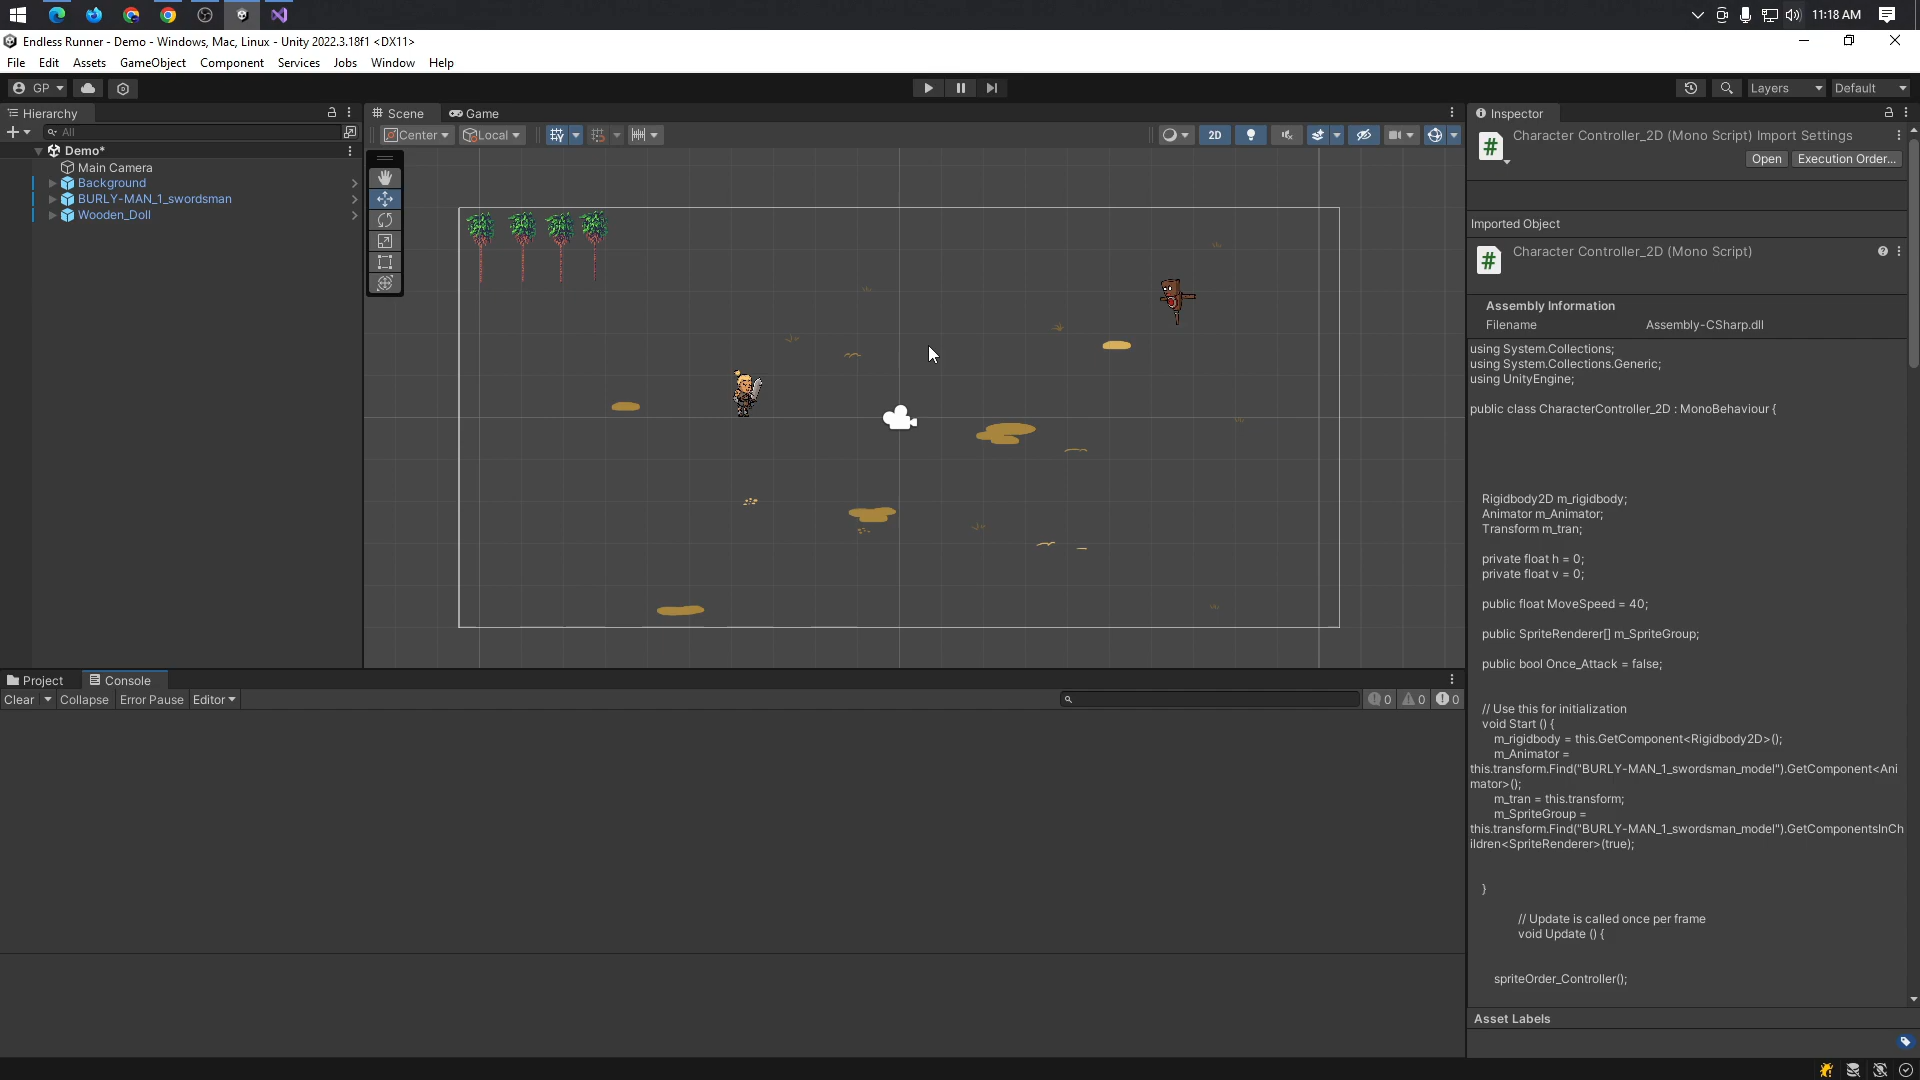 11:18 AM
Endless Runner - Demo - Windows, Mac, Linux - Unity 2022.3.18f1 <DX11>
File Edit Assets GameObject Component Services Jobs Window Help
GP
Layers
Default
Hierarchy
All
Demo*
Main Camera
Background
BURLY-MAN_1_swordsman
Wooden_Doll
Scene
Game
Center
Local
2D
Inspector
Character Controller_2D (Mono Script) Import Settings
Open
Execution Order...
Imported Object
Character Controller_2D (Mono Script)
Assembly Information
Filename Assembly-CSharp.dll
using System.Collections;
using System.Collections.Generic;
using UnityEngine;
public class CharacterController_2D : MonoBehaviour {
Rigidbody2D m_rigidbody;
Animator m_Animator;
Transform m_tran;
private float h = 0;
private float v = 0;
public float MoveSpeed = 40;
public SpriteRenderer[] m_SpriteGroup;
public bool Once_Attack = false;
// Use this for initialization
void Start () {
m_rigidbody = this.GetComponent<Rigidbody2D>();
m_Animator =
this.transform.Find("BURLY-MAN_1_swordsman_model").GetComponent<Ani
mator>();
m_tran = this.transform;
m_SpriteGroup =
this.transform.Find("BURLY-MAN_1_swordsman_model").GetComponentsInCh
ildren<SpriteRenderer>(true);
}
// Update is called once per frame
void Update () {
spriteOrder_Controller();
Asset Labels
Project
Console
Clear
Collapse
Error Pause
Editor
0
0
0